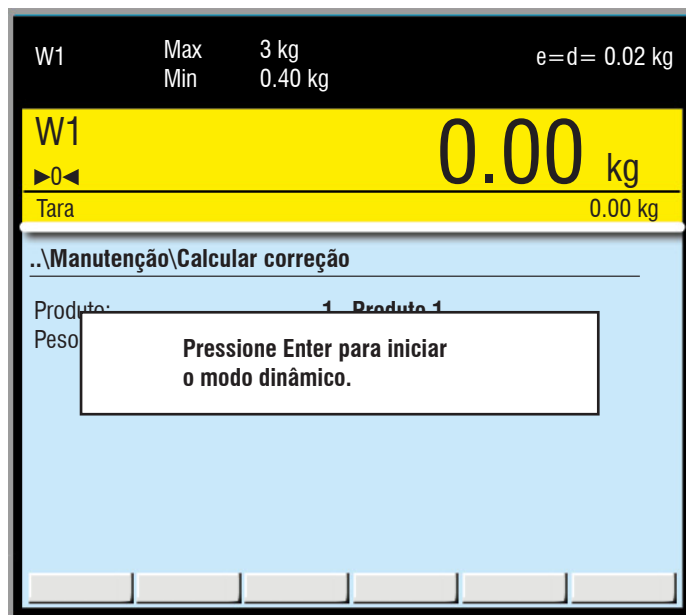 W1 Max 3 kg e=d= 0.02 kg
Min 0.40 kg
W1 0.00 kg
►0◄
Tara 0.00 kg
..\Manutenção\Calcular correção
Produto: 1 Produto 1
Peso
Pressione Enter para iniciar
o modo dinâmico.